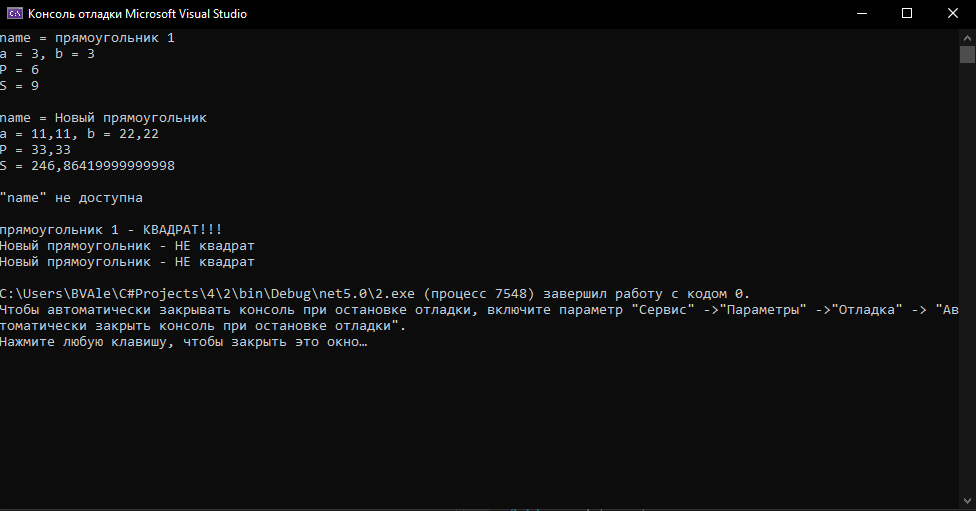 Консоль отладки Microsoft Visual Studio
name = прямоугольник 1
a = 3, b = 3
P = 6
S = 9
name = Новый прямоугольник
a = 11,11, b = 22,22
P = 33,33
S = 246,86419999999998
"name" не доступна
прямоугольник 1 - КВАДРАТ!!!
Новый прямоугольник - НЕ квадрат
Новый прямоугольник - НЕ квадрат
C:\Users\BVAle\C#Projects\4\2\bin\Debug\net5.0\2.exe (процесс 7548) завершил работу с кодом 0.
Чтобы автоматически закрывать консоль при остановке отладки, включите параметр "Сервис" ->"Параметры" ->"Отладка" -> "Ав
томатически закрыть консоль при остановке отладки".
Нажмите любую клавишу, чтобы закрыть это окно…